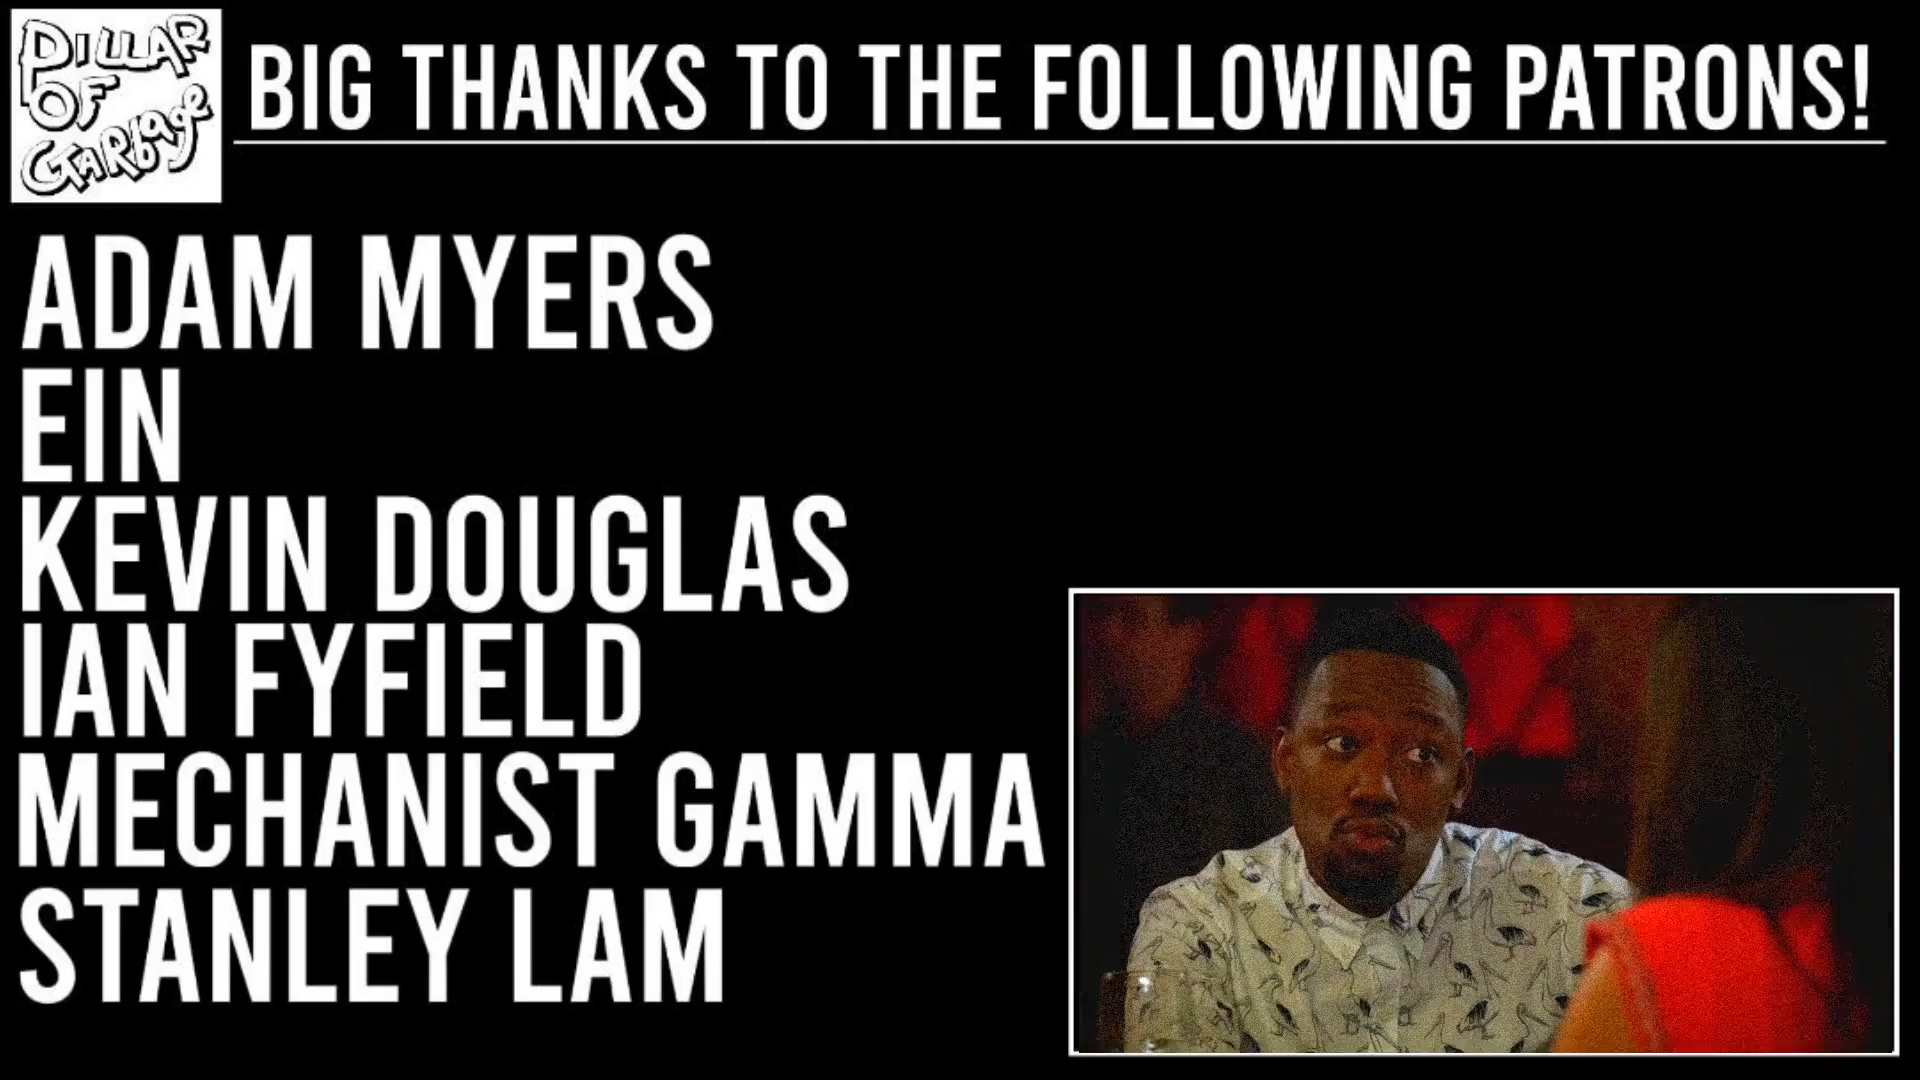 PILLAR
OF
GARbage
BIG THANKS TO THE FOLLOWING PATRONS!
ADAM MYERS
EIN
KEVIN DOUGLAS
IAN FYFIELD
MECHANIST GAMMA
STANLEY LAM